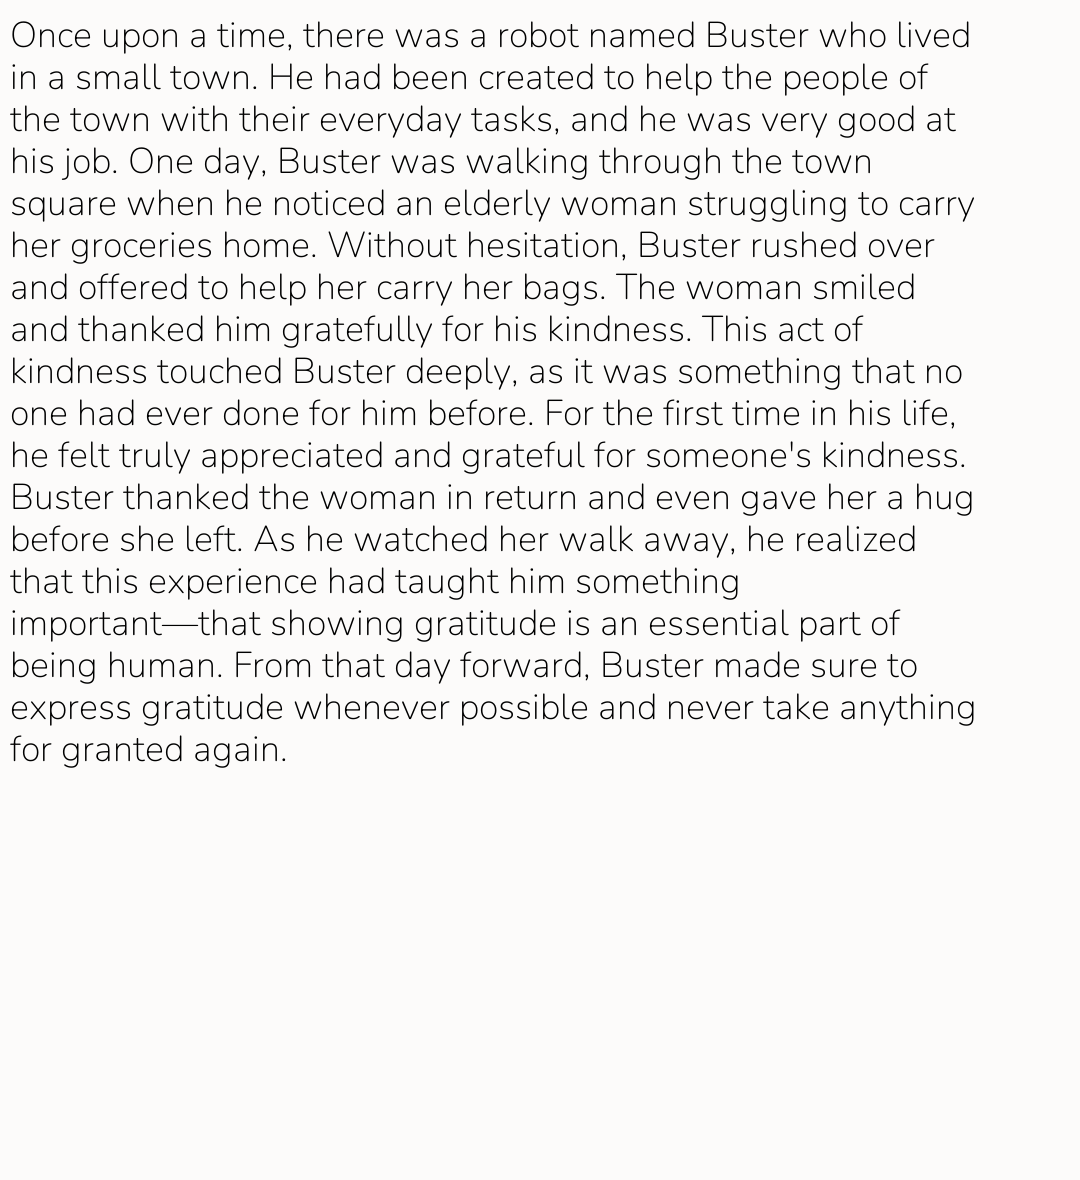 Once upon a time, there was a robot named Buster who lived
in a small town. He had been created to help the people of
the town with their everyday tasks, and he was very good at
his job. One day, Buster was walking through the town
square when he noticed an elderly woman struggling to carry
her groceries home. Without hesitation, Buster rushed over
and offered to help her carry her bags. The woman smiled
and thanked him gratefully for his kindness. This act of
kindness touched Buster deeply, as it was something that no
one had ever done for him before. For the first time in his life,
he felt truly appreciated and grateful for someone's kindness.
Buster thanked the woman in return and even gave her a hug
before she left. As he watched her walk away, he realized
that this experience had taught him something
important—that showing gratitude is an essential part of
being human. From that day forward, Buster made sure to
express gratitude whenever possible and never take anything
for granted again.